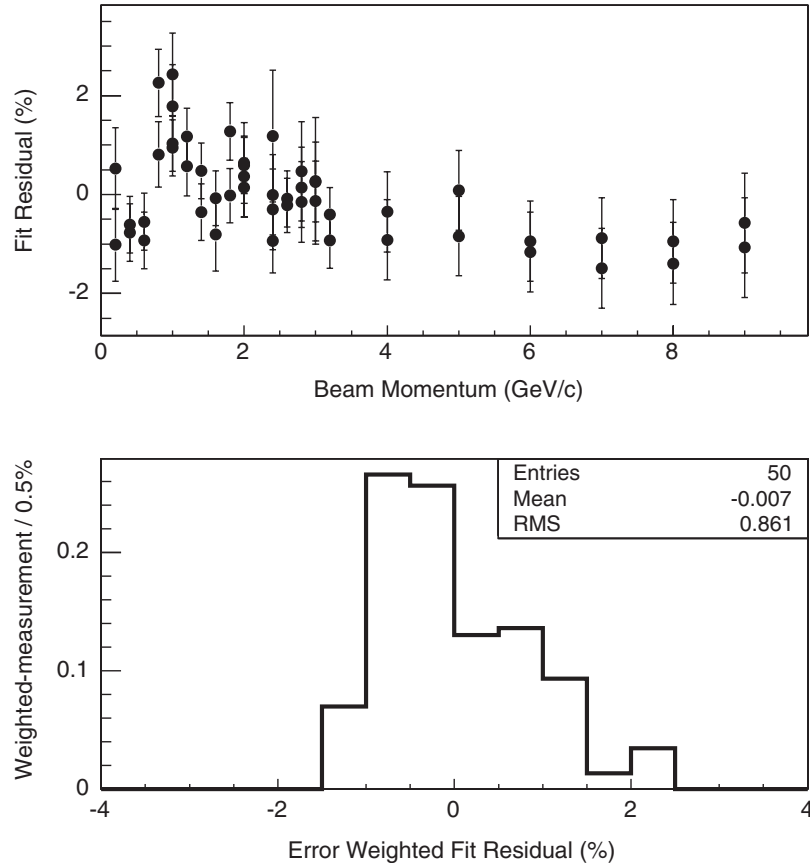 Fit Residual (%)
2
0
-2
0 2 4 6 8
Beam Momentum (GeV/c)
Weighted-measurement / 0.5%
0.2
0.1
0
Entries 50
Mean -0.007
RMS 0.861
-4 -2 0 2 4
Error Weighted Fit Residual (%)